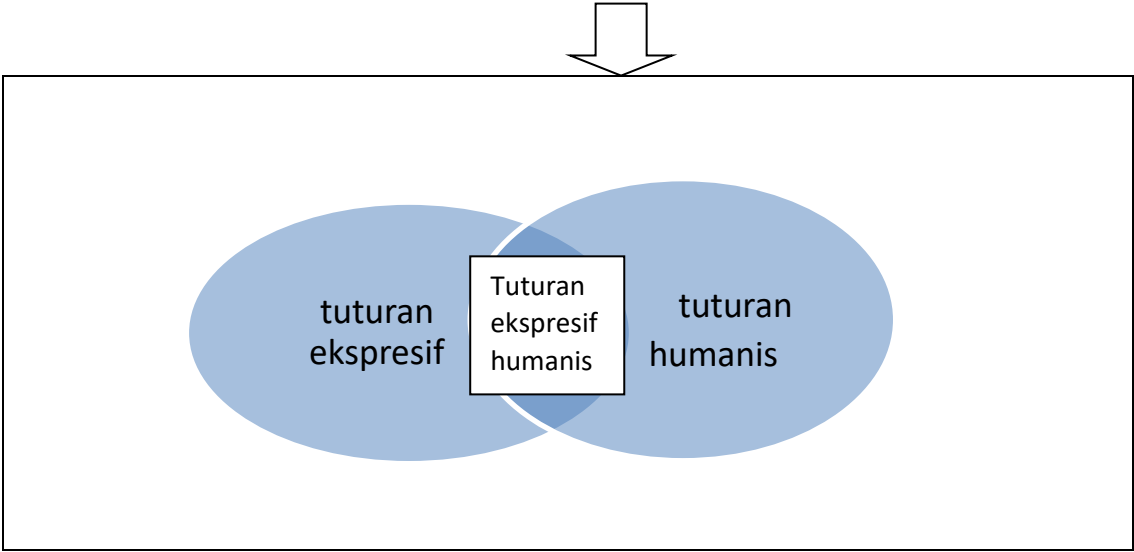 tuturan
ekspresif
Tuturan
ekspresif
humanis
tuturan
humanis